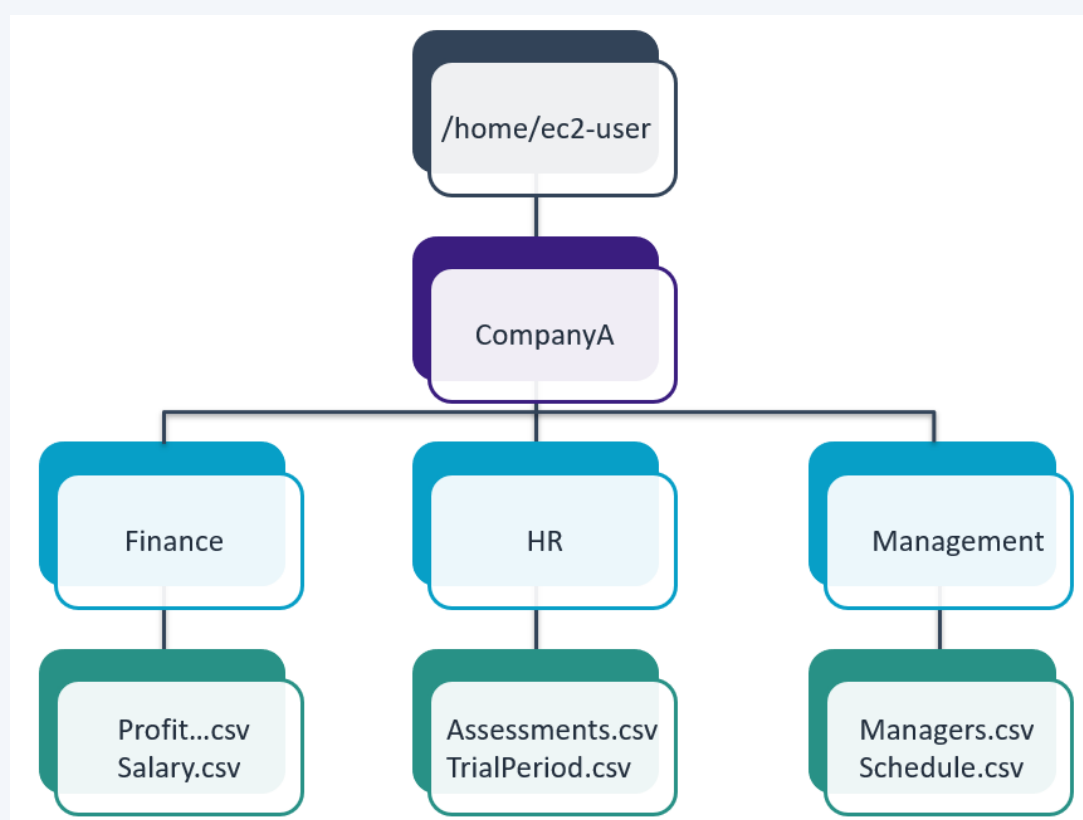 /home/ec2-user
CompanyA
Finance
HR
Management
Profit...csv
Salary.csv
Assessments.csv
TrialPeriod.csv
Managers.csv
Schedule.csv